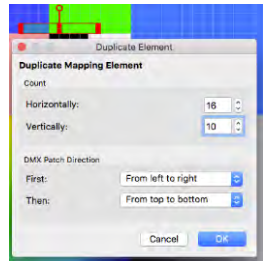 Duplicate Element
Duplicate Mapping Element
Count
Horizontally: 16
Vertically: 10
DMX Patch Direction
First: From left to right
Then: From top to bottom
Cancel OK